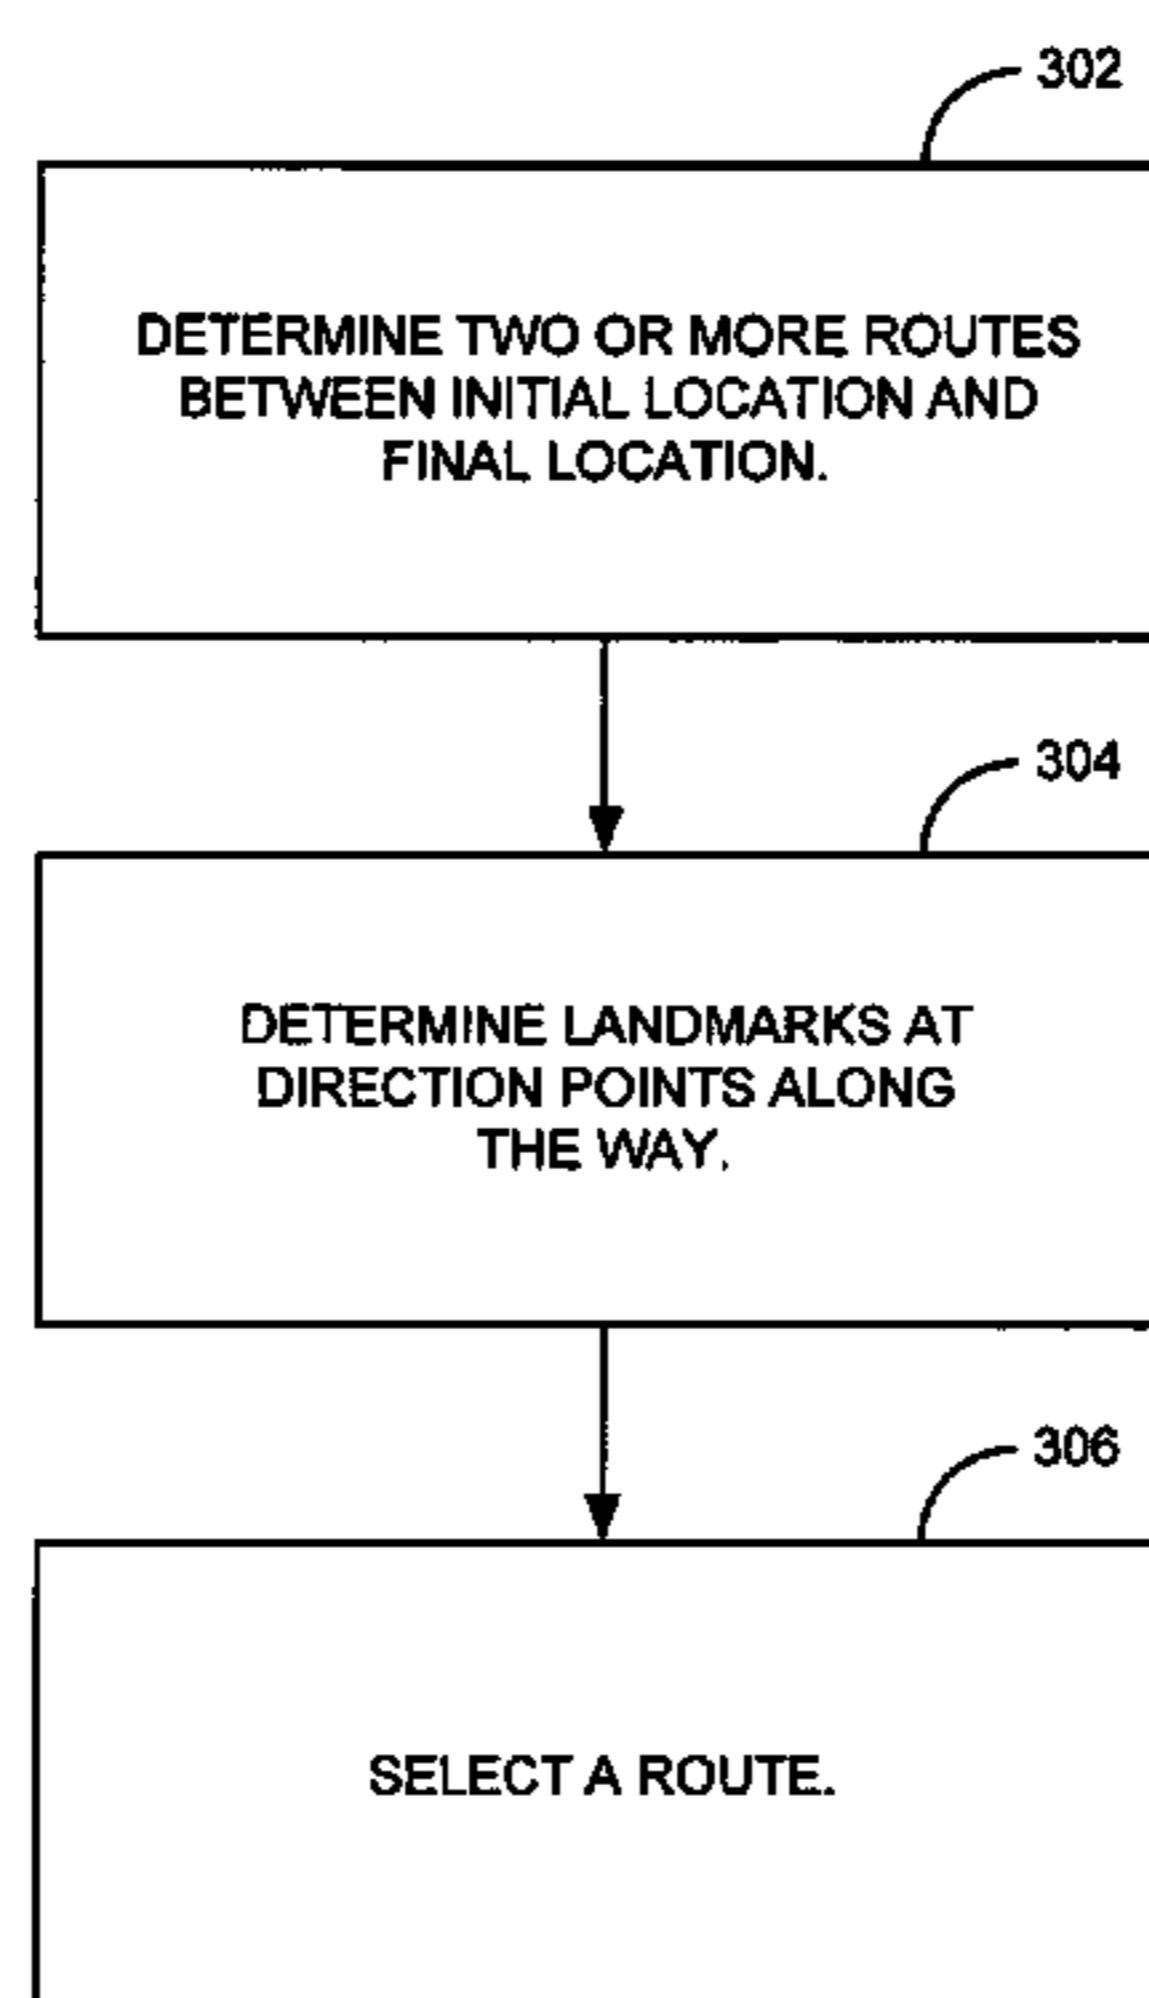 302
DETERMINE TWO OR MORE ROUTES
BETWEEN INITIAL LOCATION AND
FINAL LOCATION.
304
DETERMINE LANDMARKS AT
DIRECTION POINTS ALONG
THE WAY.
306
SELECT A ROUTE.